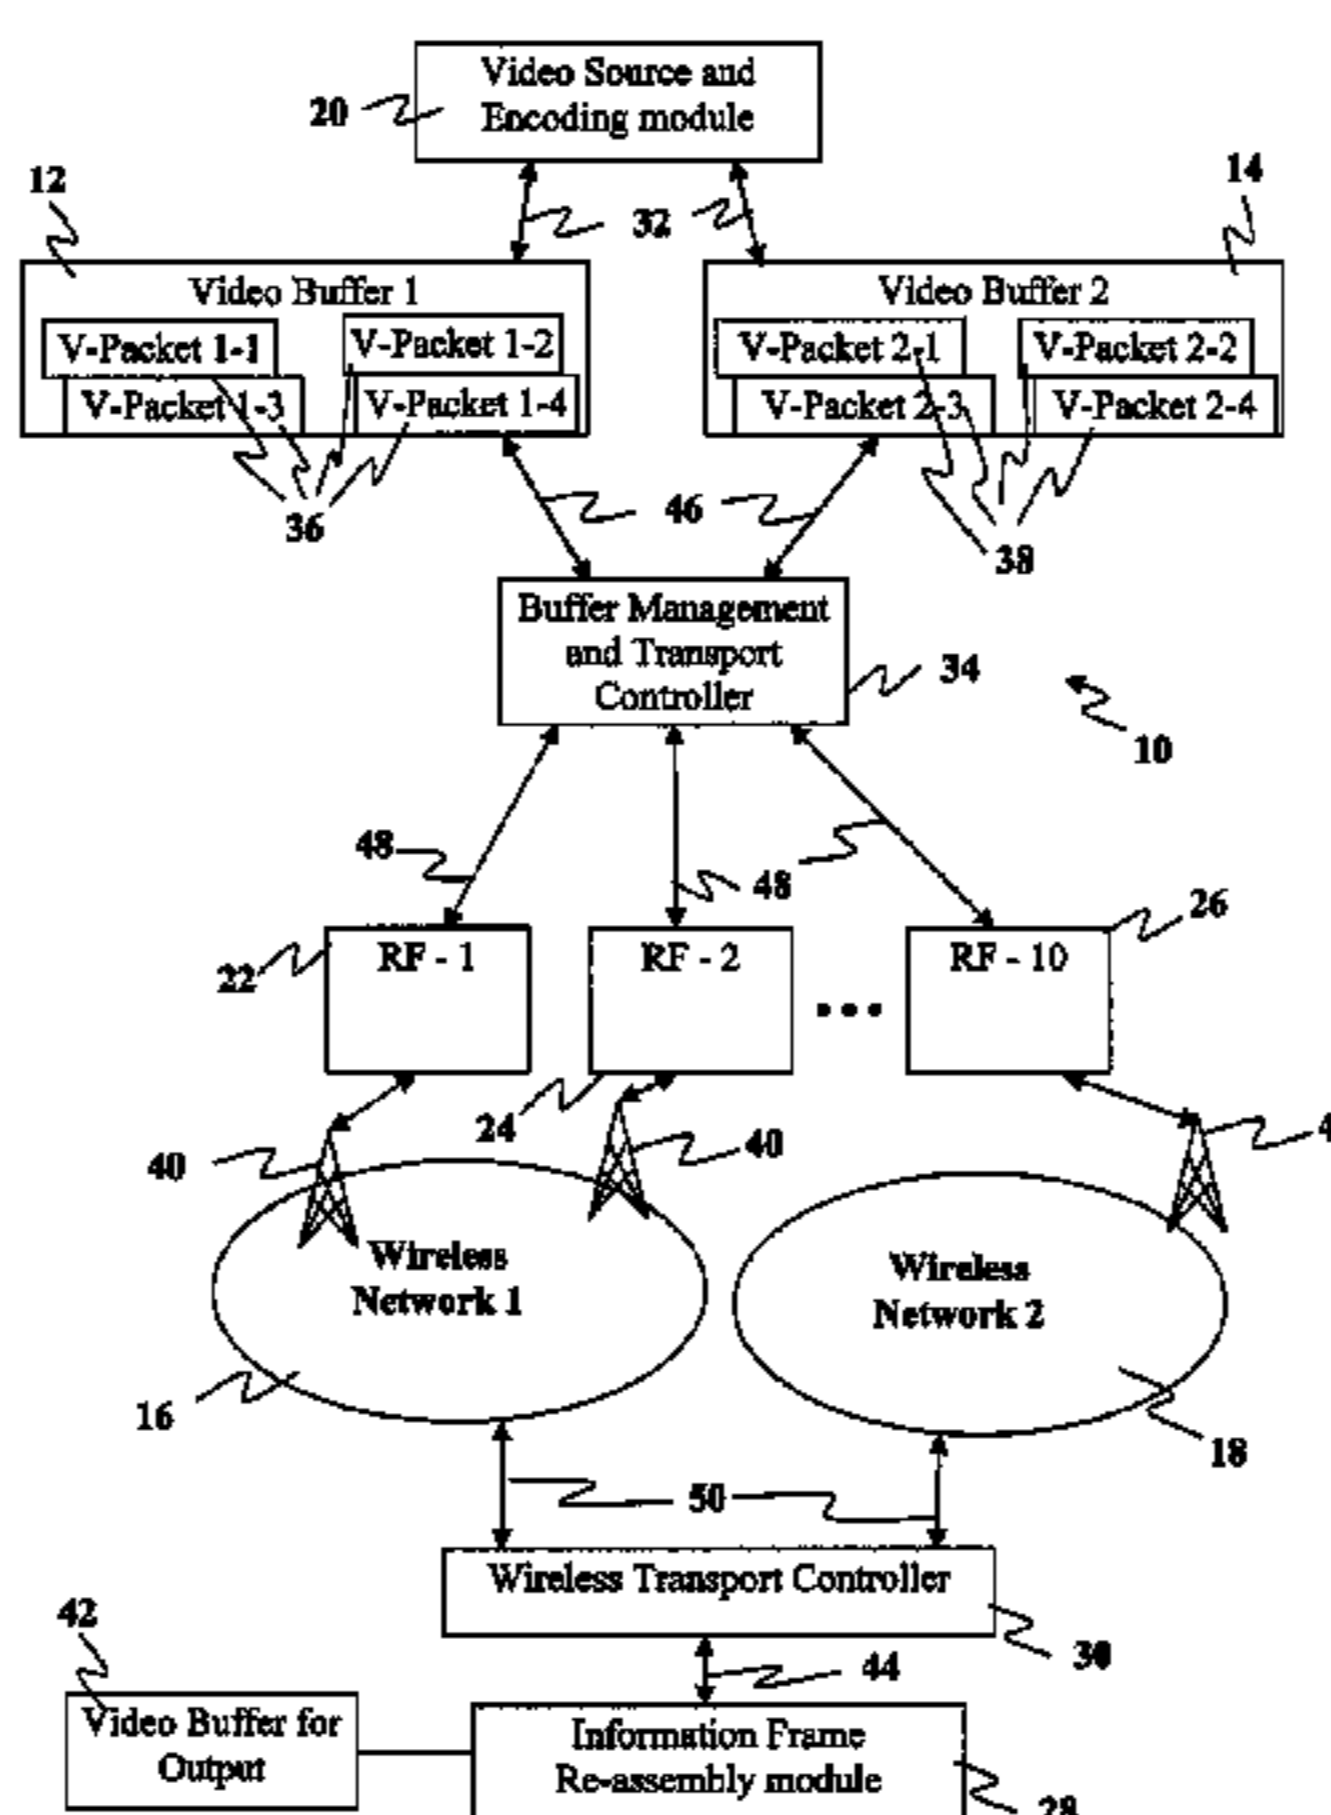 Video Source and
Encoding module
20
12
14
32
Video Buffer 1
V-Packet 1-1
V-Packet 1-2
V-Packet 1-3
V-Packet 1-4
Video Buffer 2
V-Packet 2-1
V-Packet 2-2
V-Packet 2-3
V-Packet 2-4
36
46
38
Buffer Management
and Transport
Controller
34
10
48
48
26
22
RF - 1
RF - 2
RF - 10
24
40
40
Wireless
Network 1
Wireless
Network 2
16
18
50
Wireless Transport Controller
30
42
44
Video Buffer for
Output
Information Frame
Re-assembly module
28